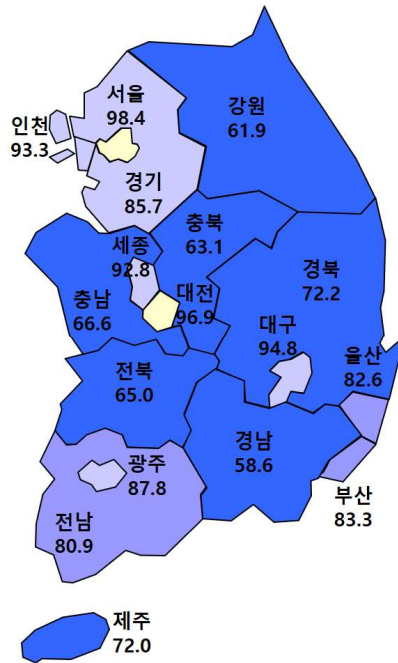 서울
98.4
강원
61.9
인천
93.3
경기
85.7
충북
63.1
세종
92.8
경북
72.2
충남
66.6
대전
96.9
대구
94.8
울산
82.6
전북
65.0
경남
58.6
광주
87.8
부산
83.3
전남
80.9
제주
72.0